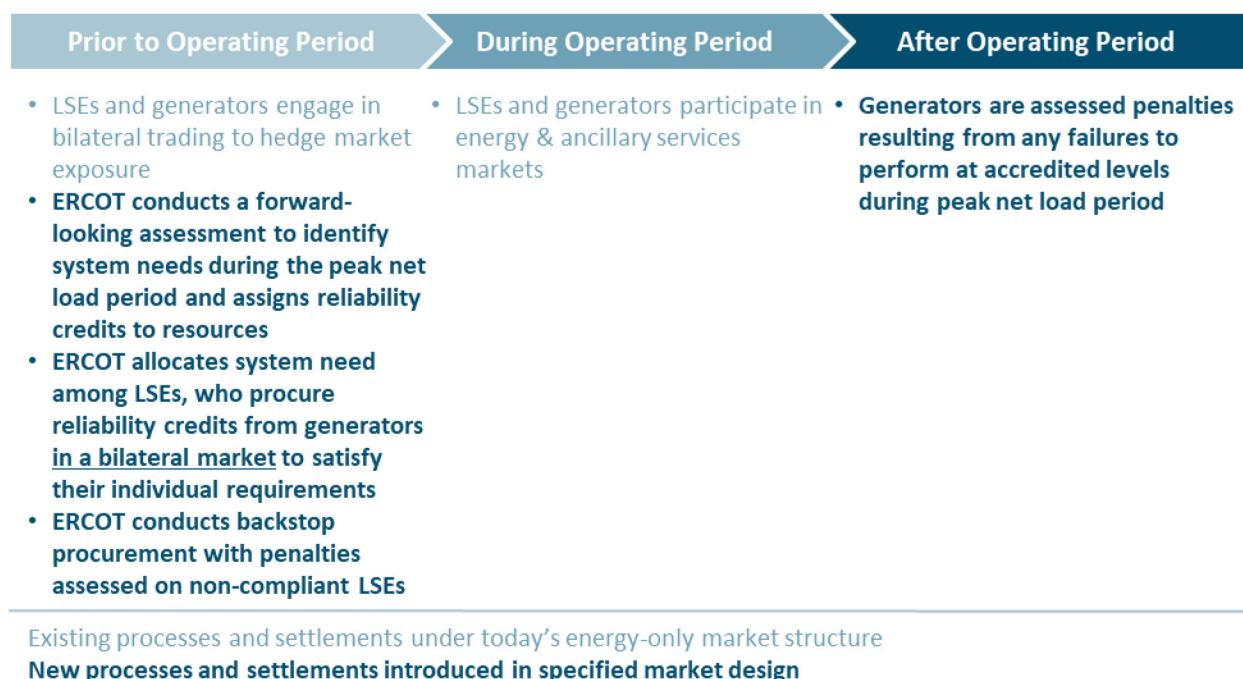 Prior to Operating Period
During Operating Period
After Operating Period
• LSEs and generators engage in
bilateral trading to hedge market
exposure
• ERCOT conducts a forward-
looking assessment to identify
system needs during the peak net
load period and assigns reliability
credits to resources
• ERCOT allocates system need
among LSEs, who procure
reliability credits from generators
in a bilateral market to satisfy
their individual requirements
• ERCOT conducts backstop
procurement with penalties
assessed on non-compliant LSEs
• LSEs and generators participate in
energy & ancillary services
markets
• Generators are assessed penalties
resulting from any failures to
perform at accredited levels
during peak net load period
Existing processes and settlements under today's energy-only market structure
New processes and settlements introduced in specified market design